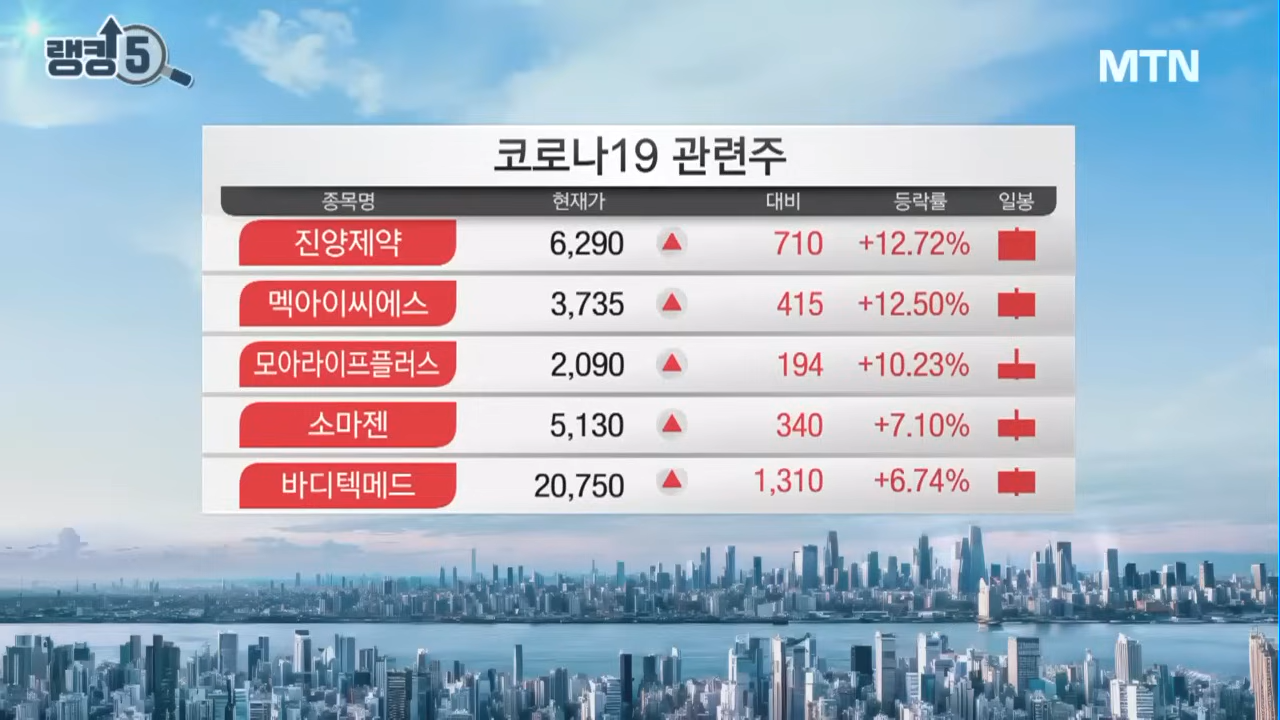 랭킹5
MTN
코로나19 관련주
종목명 현재가 대비 등락률 일봉
진양제약 6,290 ▲ 710 +12.72%
멕아이씨에스 3,735 ▲ 415 +12.50%
모아라이프플러스 2,090 ▲ 194 +10.23%
소마젠 5,130 ▲ 340 +7.10%
바디텍메드 20,750 ▲ 1,310 +6.74%